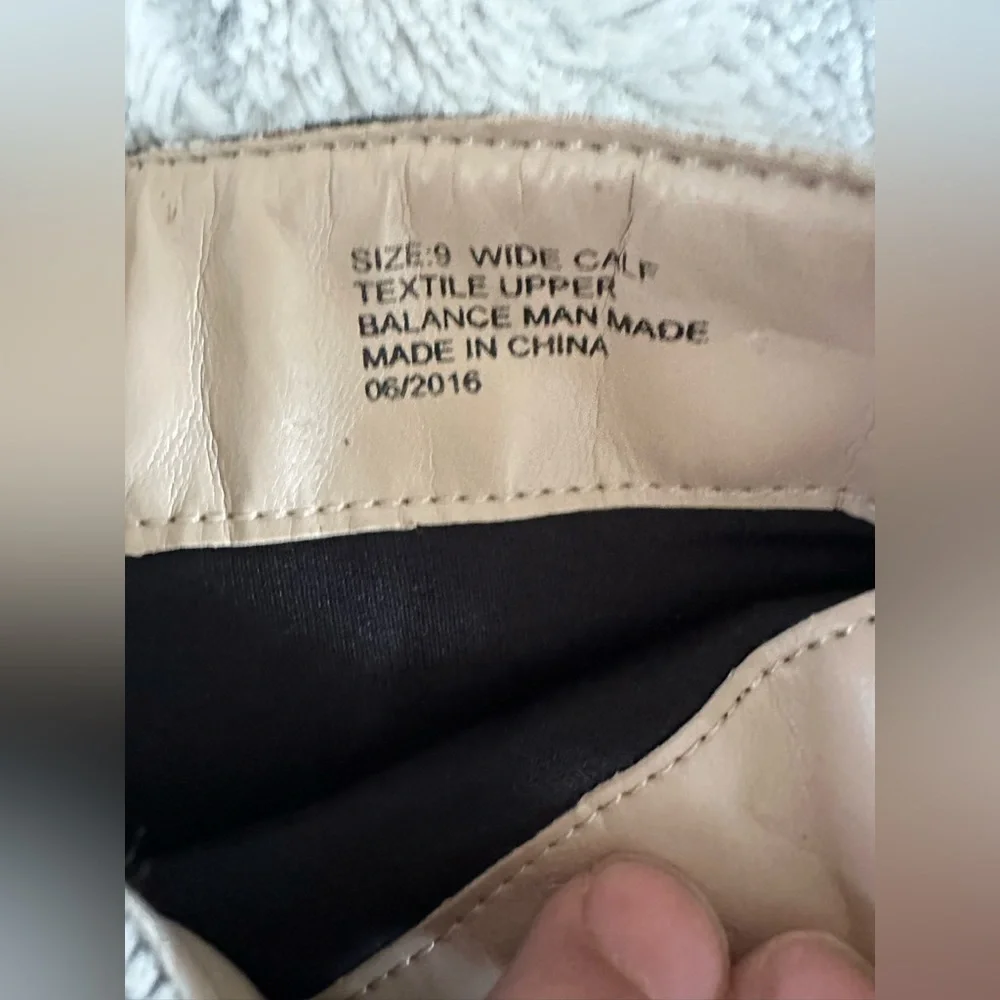 SIZE:9 WIDE CALF
TEXTILE UPPER
BALANCE MAN MADE
MADE IN CHINA
06/2016